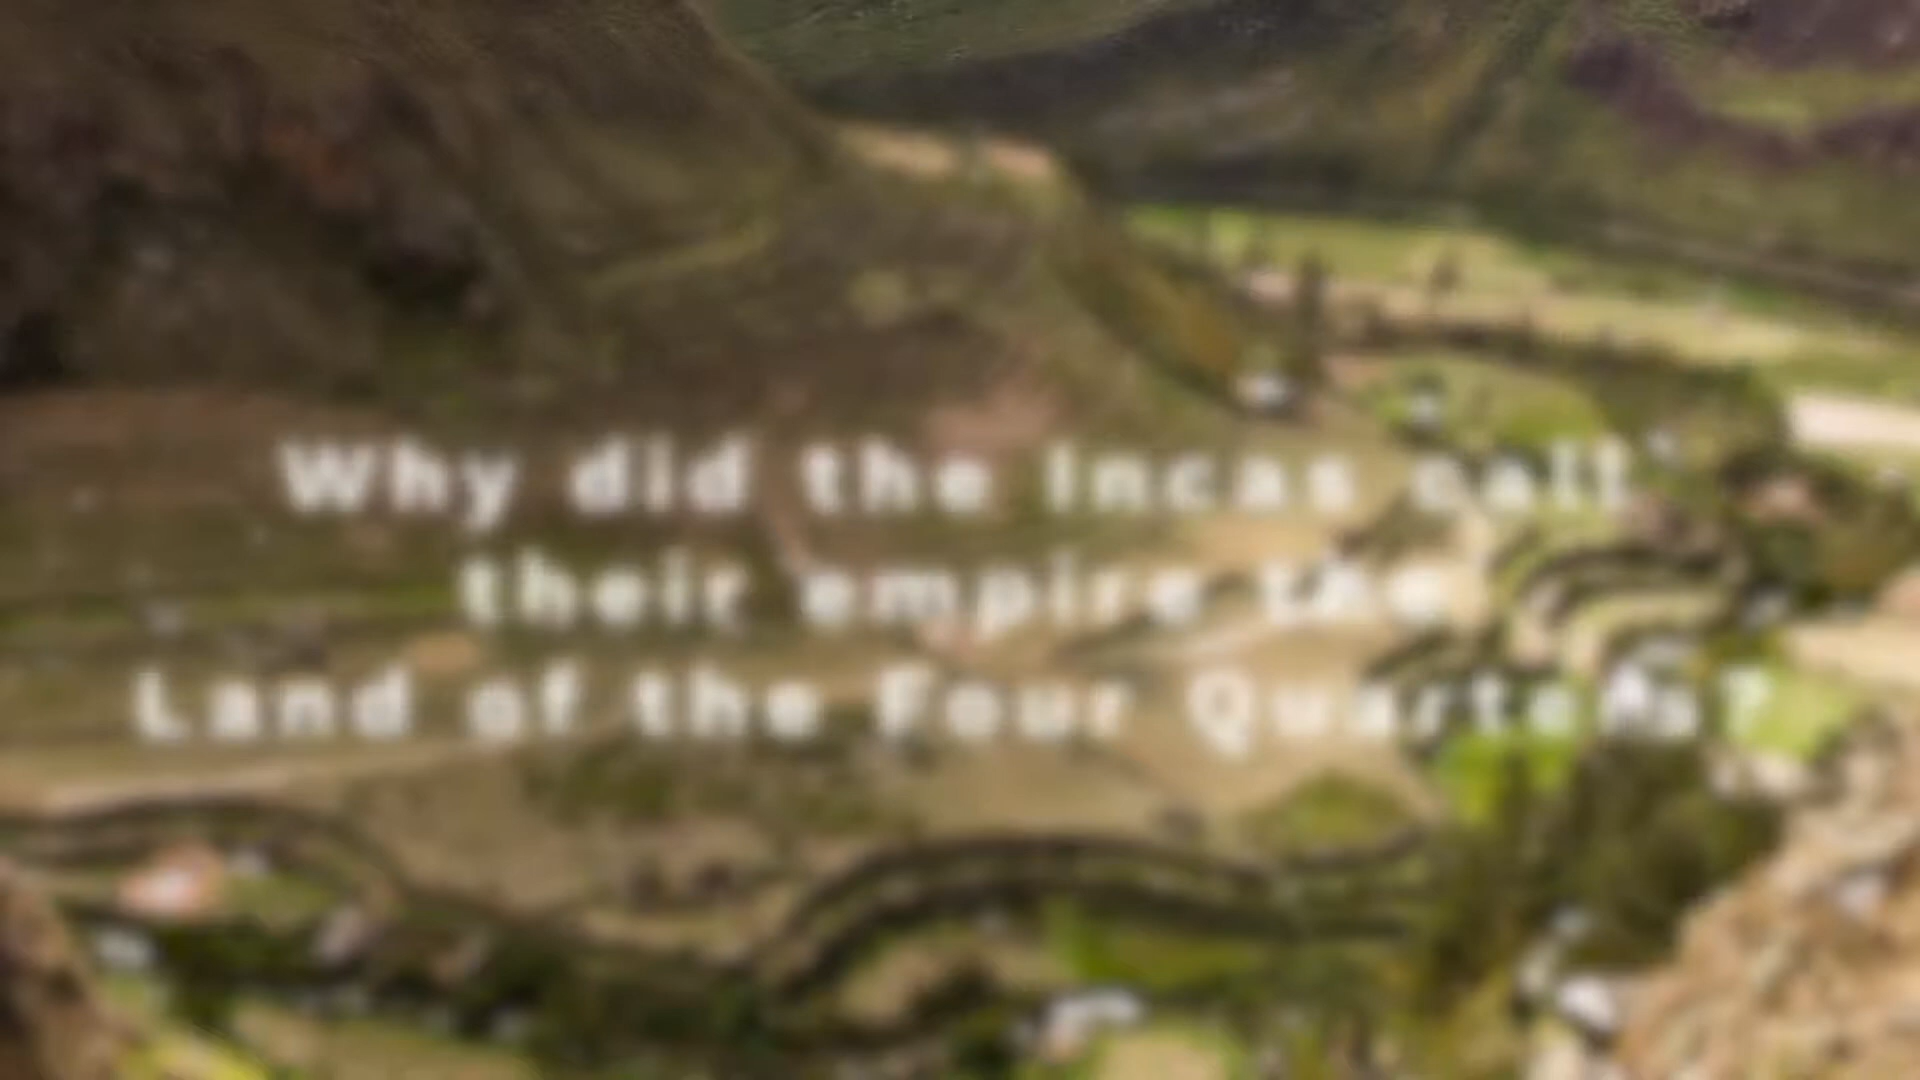 Why did the Incas call
their empire the
Land of the Four Quarters?